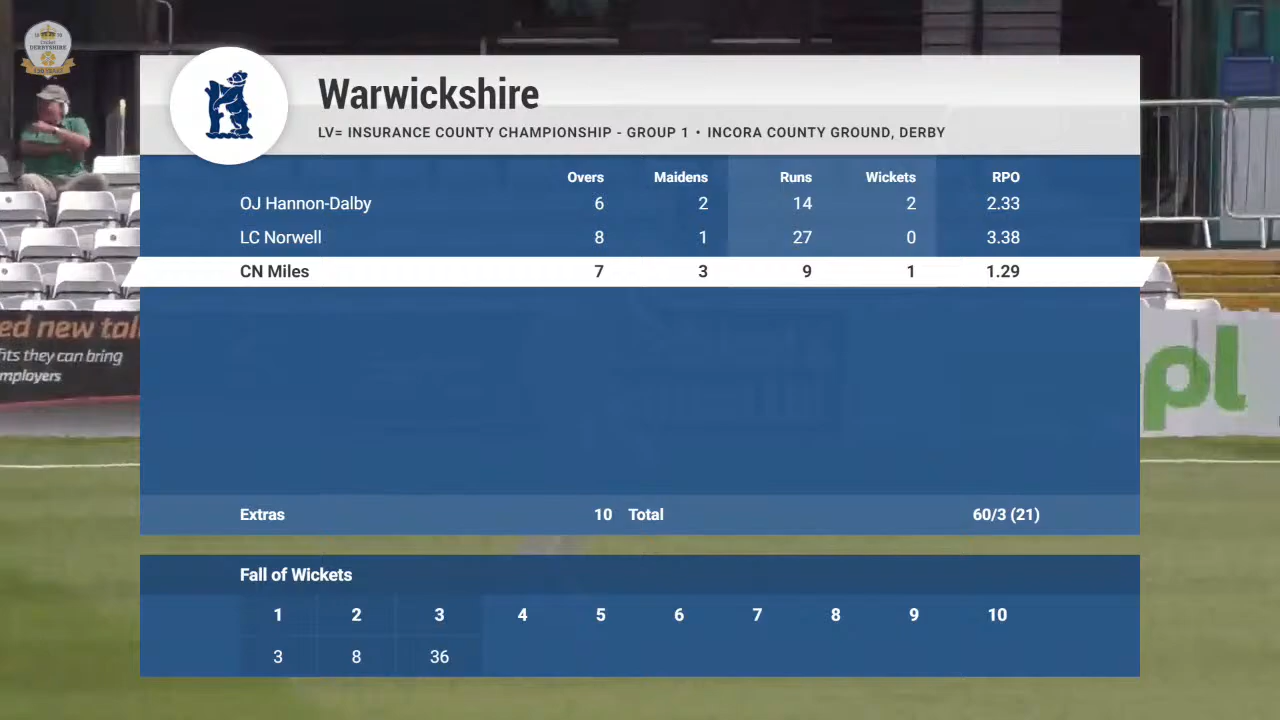 DERBYSHIRE
Warwickshire
LV= INSURANCE COUNTY CHAMPIONSHIP - GROUP 1 • INCORA COUNTY GROUND, DERBY
Overs Maidens Runs Wickets RPO
OJ Hannon-Dalby 6 2 14 2 2.33
LC Norwell 8 1 27 0 3.38
CN Miles 7 3 9 1 1.29
Extras 10 Total 60/3 (21)
Fall of Wickets
1 2 3 4 5 6 7 8 9 10
3 8 36
ed new tal
fits they can bring
mployers
pl